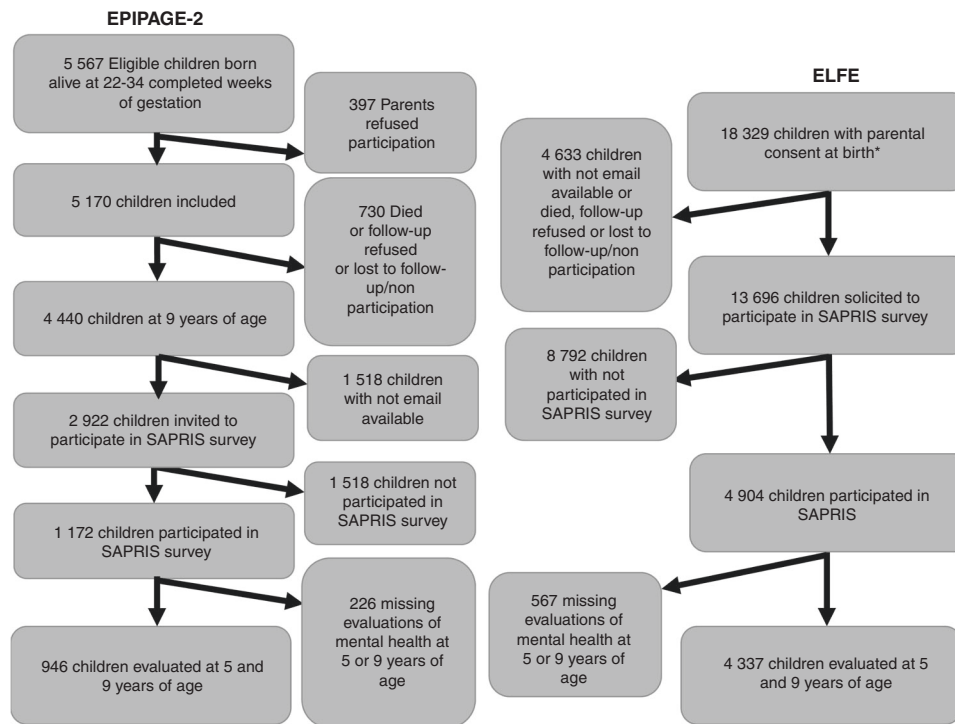 EPIPAGE-2
5 567 Eligible children born
alive at 22-34 completed weeks
of gestation
397 Parents
refused
participation
5 170 children included
730 Died
or follow-up
refused
or lost to follow-
up/non
participation
4 440 children at 9 years of age
1 518 children
with not email
available
2 922 children invited to
participate in SAPRIS survey
1 518 children not
participated in
SAPRIS survey
1 172 children participated in
SAPRIS survey
226 missing
evaluations of
mental health at
5 or 9 years of
age
946 children evaluated at 5 and
9 years of age
ELFE
18 329 children with parental
consent at birth*
4 633 children
with not email
available or
died, follow-up
refused or lost to
follow-up/non
participation
13 696 children solicited to
participate in SAPRIS survey
8 792 children
with not
participated in
SAPRIS survey
4 904 children participated in
SAPRIS
567 missing
evaluations of
mental health at
5 or 9 years of
age
4 337 children evaluated at 5
and 9 years of age